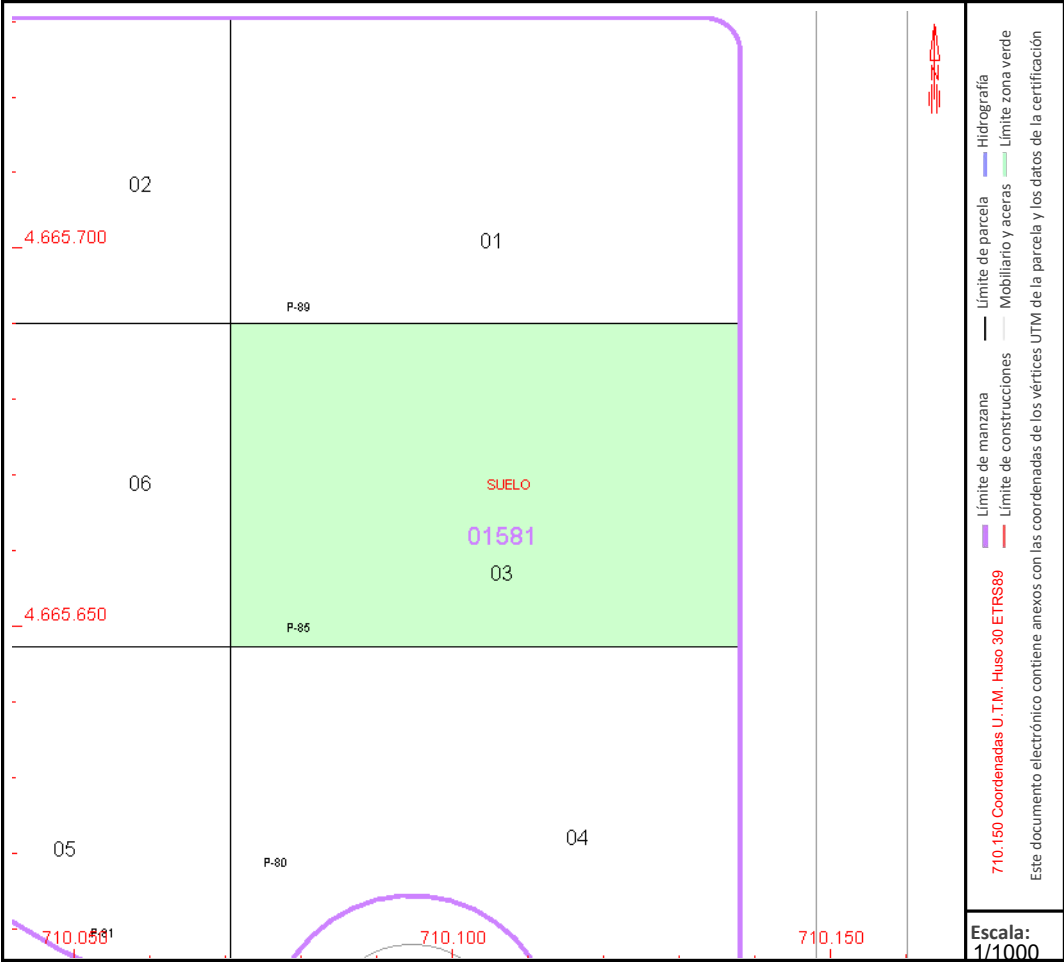 02
4.665.700
01
P-89
06
SUELO
01581
03
4.665.650
P-85
04
05
P-80
P-81
710.050
710.100
710.150
N
Límite de manzana
Límite de parcela
Hidrografía
710.150 Coordenadas U.T.M. Huso 30 ETRS89
Límite de construcciones
Mobiliario y aceras
Límite zona verde
Este documento electrónico contiene anexos con las coordenadas de los vértices UTM de la parcela y los datos de la certificación
Escala:
1/1000